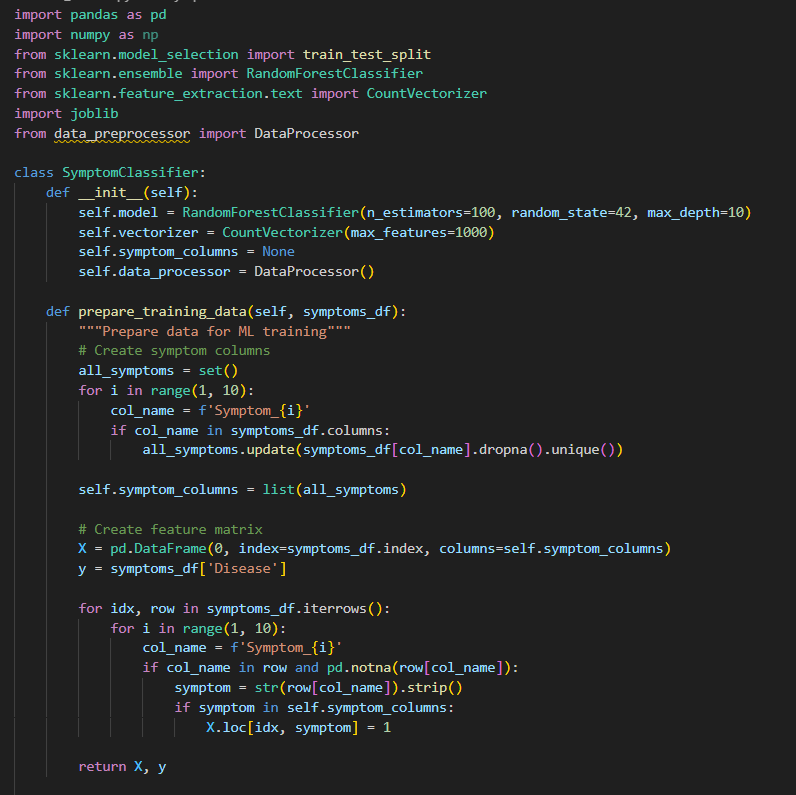 import pandas as pd
import numpy as np
from sklearn.model_selection import train_test_split
from sklearn.ensemble import RandomForestClassifier
from sklearn.feature_extraction.text import CountVectorizer
import joblib
from data_preprocessor import DataProcessor

class SymptomClassifier:
    def __init__(self):
        self.model = RandomForestClassifier(n_estimators=100, random_state=42, max_depth=10)
        self.vectorizer = CountVectorizer(max_features=1000)
        self.symptom_columns = None
        self.data_processor = DataProcessor()

    def prepare_training_data(self, symptoms_df):
        """Prepare data for ML training"""
        # Create symptom columns
        all_symptoms = set()
        for i in range(1, 10):
            col_name = f'Symptom_{i}'
            if col_name in symptoms_df.columns:
                all_symptoms.update(symptoms_df[col_name].dropna().unique())

        self.symptom_columns = list(all_symptoms)

        # Create feature matrix
        X = pd.DataFrame(0, index=symptoms_df.index, columns=self.symptom_columns)
        y = symptoms_df['Disease']

        for idx, row in symptoms_df.iterrows():
            for i in range(1, 10):
                col_name = f'Symptom_{i}'
                if col_name in row and pd.notna(row[col_name]):
                    symptom = str(row[col_name]).strip()
                    if symptom in self.symptom_columns:
                        X.loc[idx, symptom] = 1

        return X, y